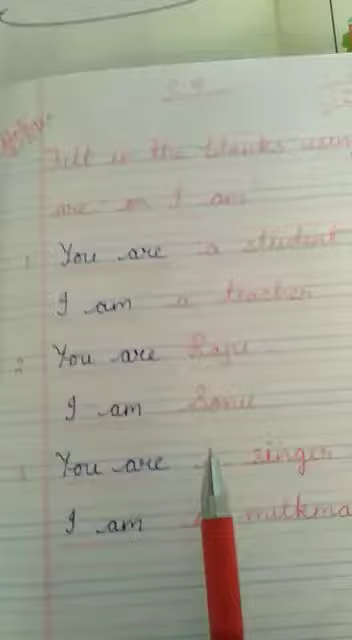 Fill in the blanks using
are or I am
1 You are a student
I am a teacher
2 You are Raju
I am Sonu
You are a singer
I am a milkma